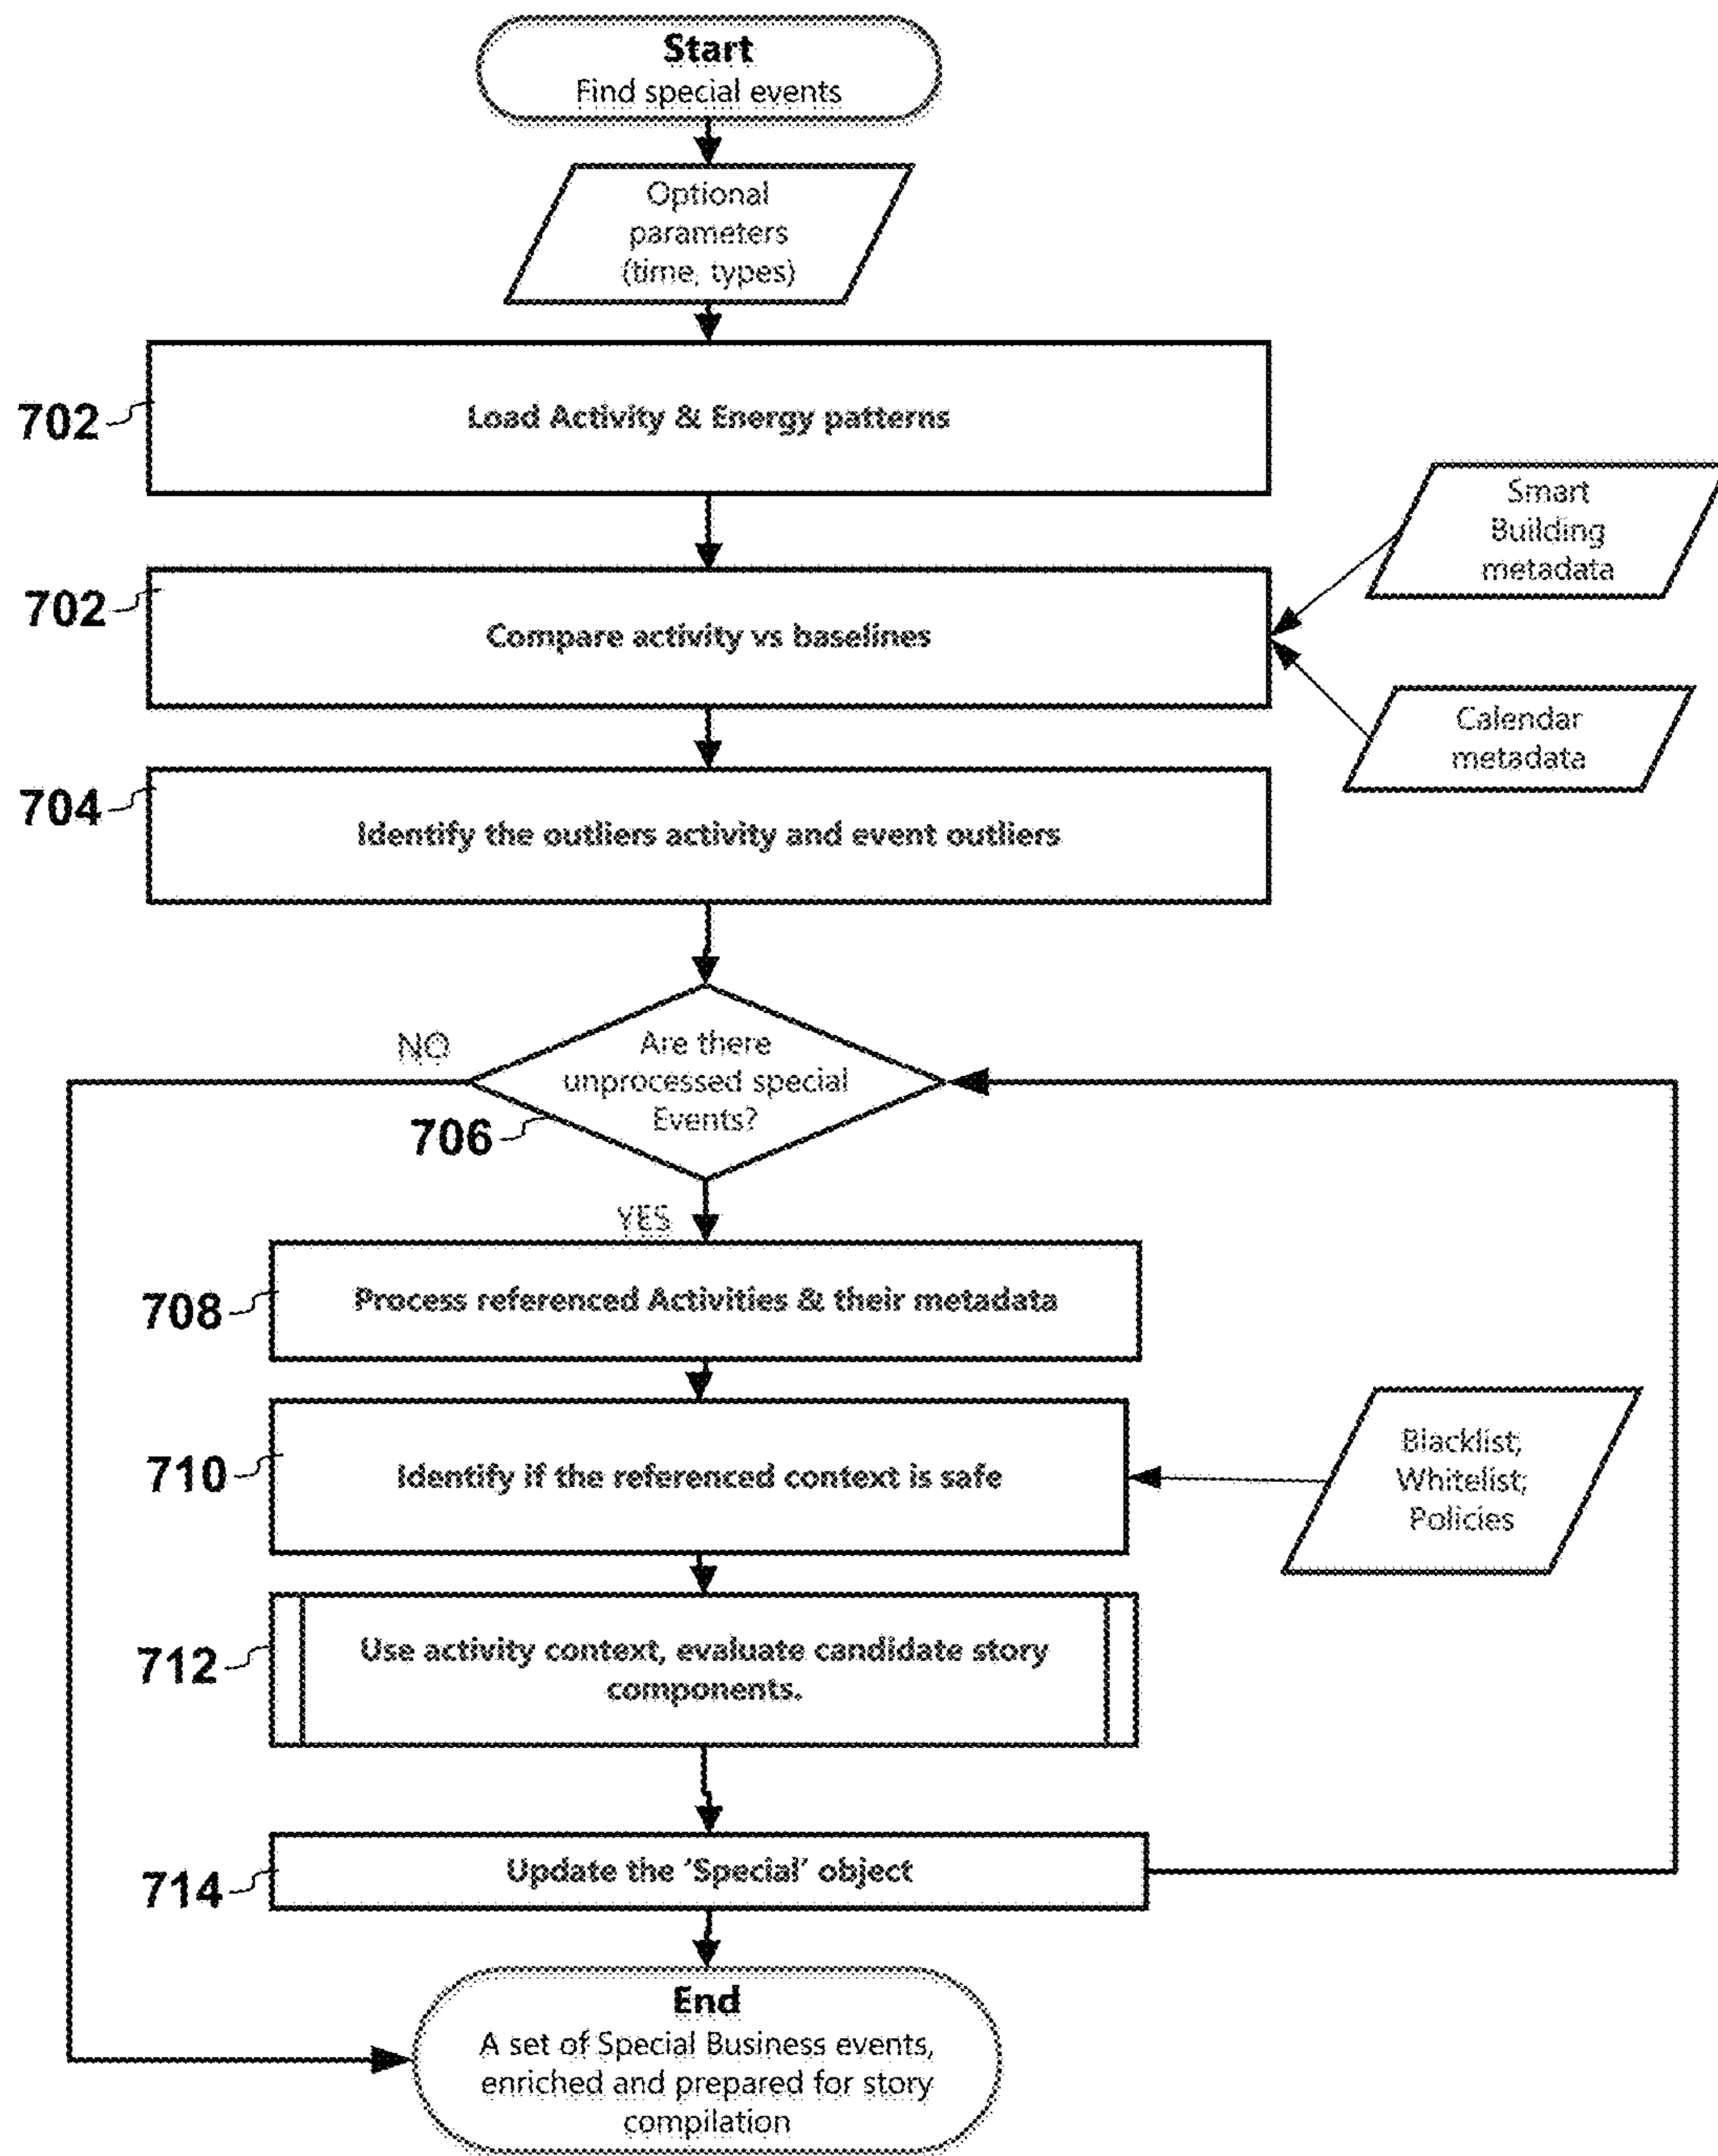 Start
Find special events
Optional
parameters
(time, types)
702
Load Activity & Energy patterns
Smart
Building
metadata
702
Compare activity vs baselines
Calendar
metadata
704
Identify the outliers activity and event outliers
NO
Are there
unprocessed special
Events?
706
YES
708
Process referenced Activities & their metadata
710
Identify if the referenced context is safe
Blacklist;
Whitelist;
Policies
712
Use activity context, evaluate candidate story
components.
714
Update the ‘Special’ object
End
A set of Special Business events,
enriched and prepared for story
compilation